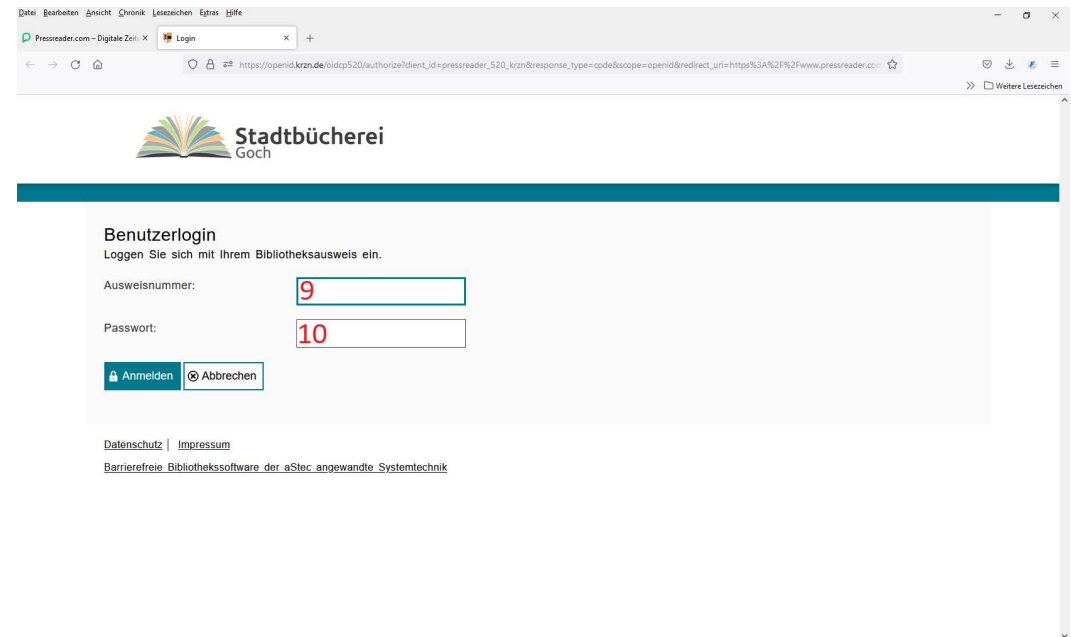 Datei Bearbeiten Ansicht Chronik Lesezeichen Extras Hilfe
Pressreader.com – Digitale Zeit Login
https://openid.krzn.de/oidcp520/authorize?client_id=pressreader_520_krzn&response_type=code&scope=openid&redirect_uri=https%3A%2F%2Fwww.pressreader.com
Weitere Lesezeichen
Stadtbücherei
Goch
Benutzerlogin
Loggen Sie sich mit Ihrem Bibliotheksausweis ein.
Ausweisnummer: 9
Passwort: 10
Anmelden Abbrechen
Datenschutz | Impressum
Barrierefreie Bibliothekssoftware der aStec angewandte Systemtechnik